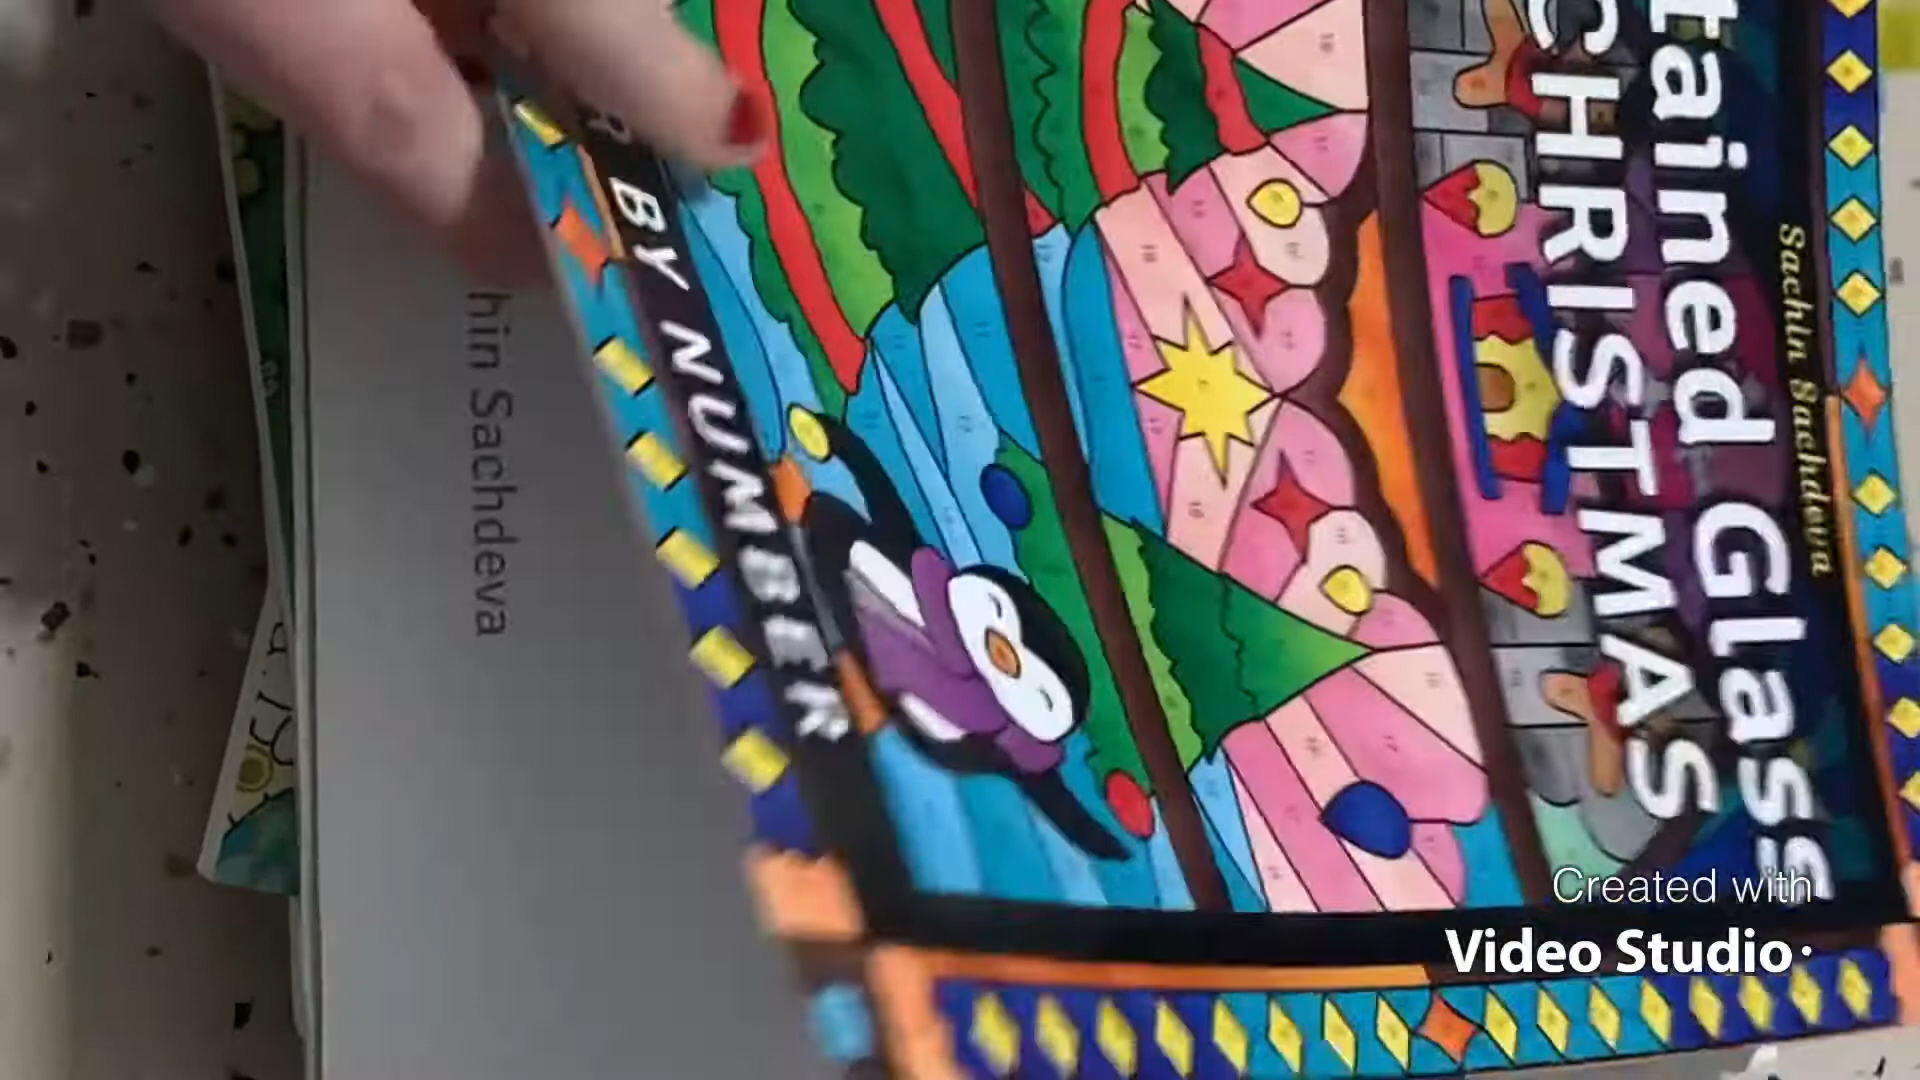 Sachin Sachdeva
tained Glass
CHRISTMAS
BY NUMBER
hin Sachdeva
Created with
Video Studio